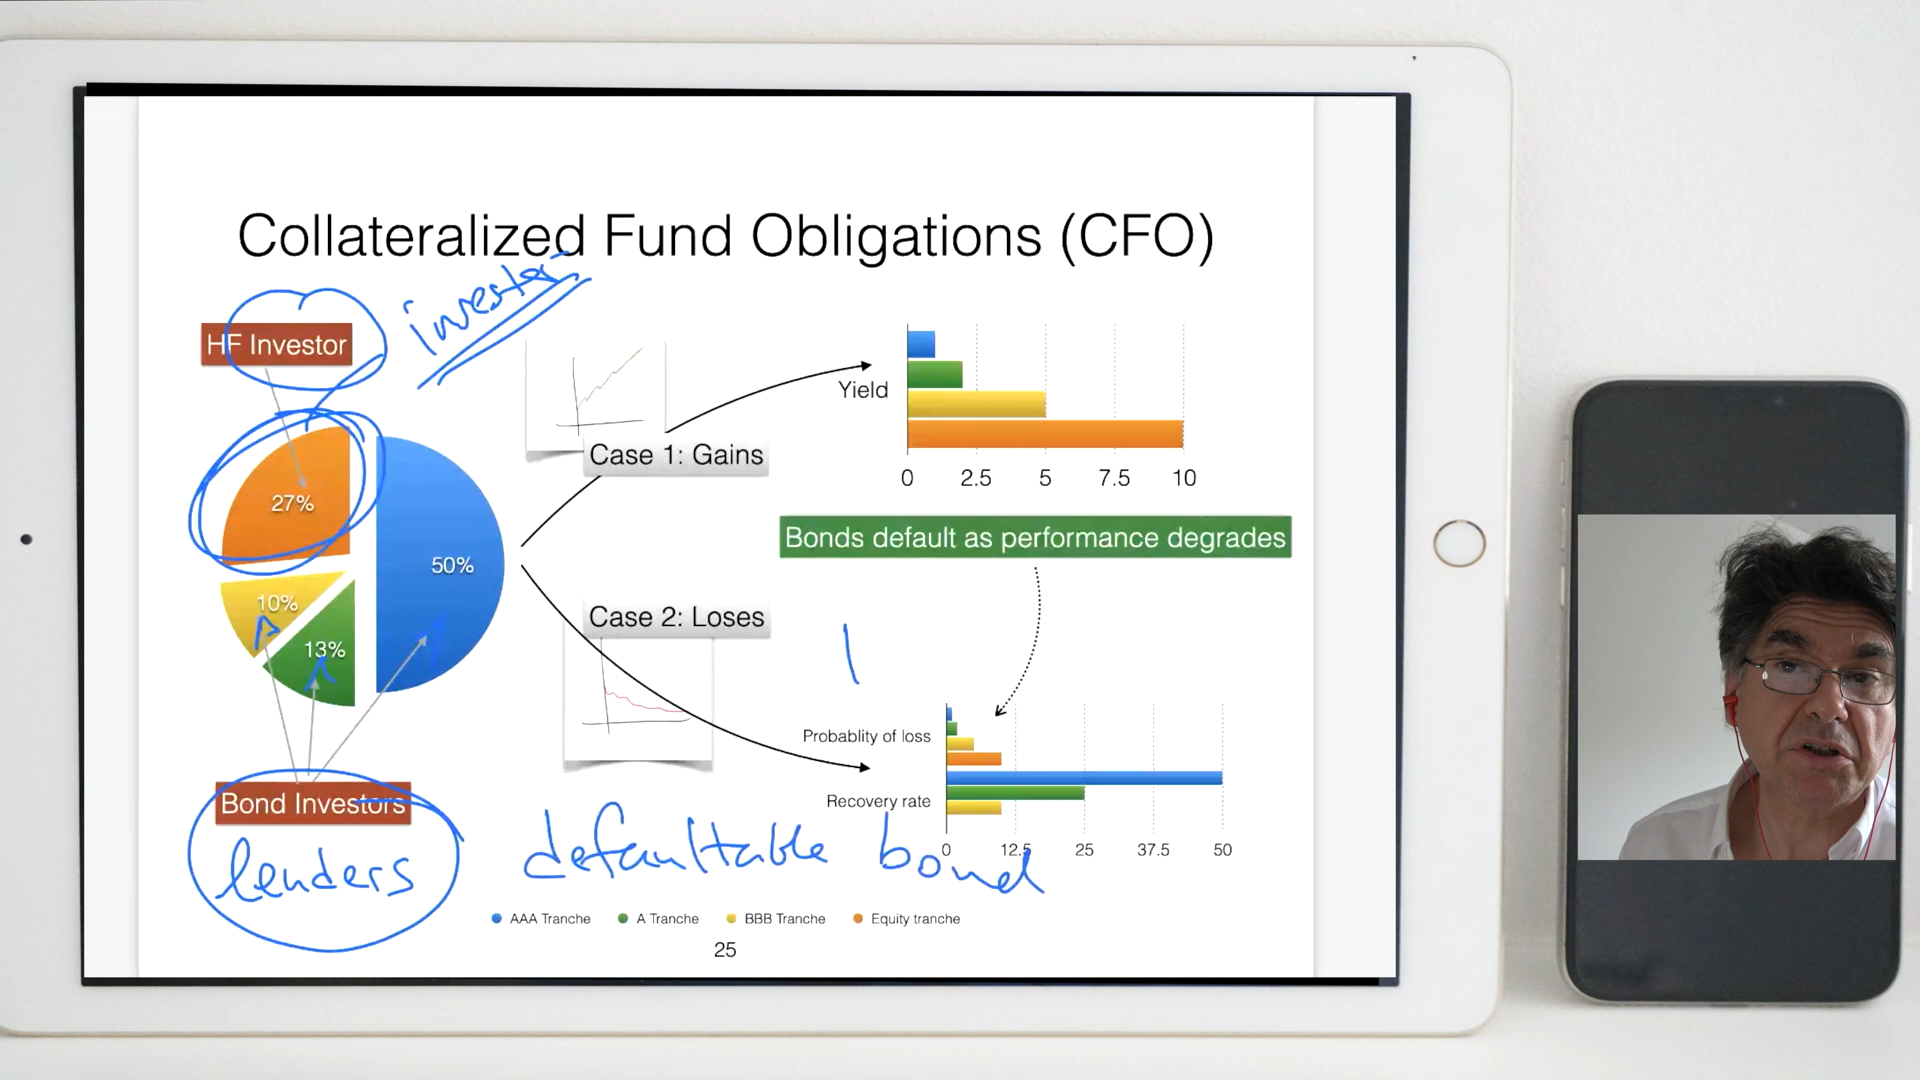 Collateralized Fund Obligations (CFO)
investor
HF Investor
27%
50%
10%
13%
Bond Investors
lenders
Case 1: Gains
Case 2: Loses
Yield
0 2.5 5 7.5 10
Bonds default as performance degrades
Probablity of loss
Recovery rate
0 12.5 25 37.5 50
defaultable bond
AAA Tranche A Tranche BBB Tranche Equity tranche
25